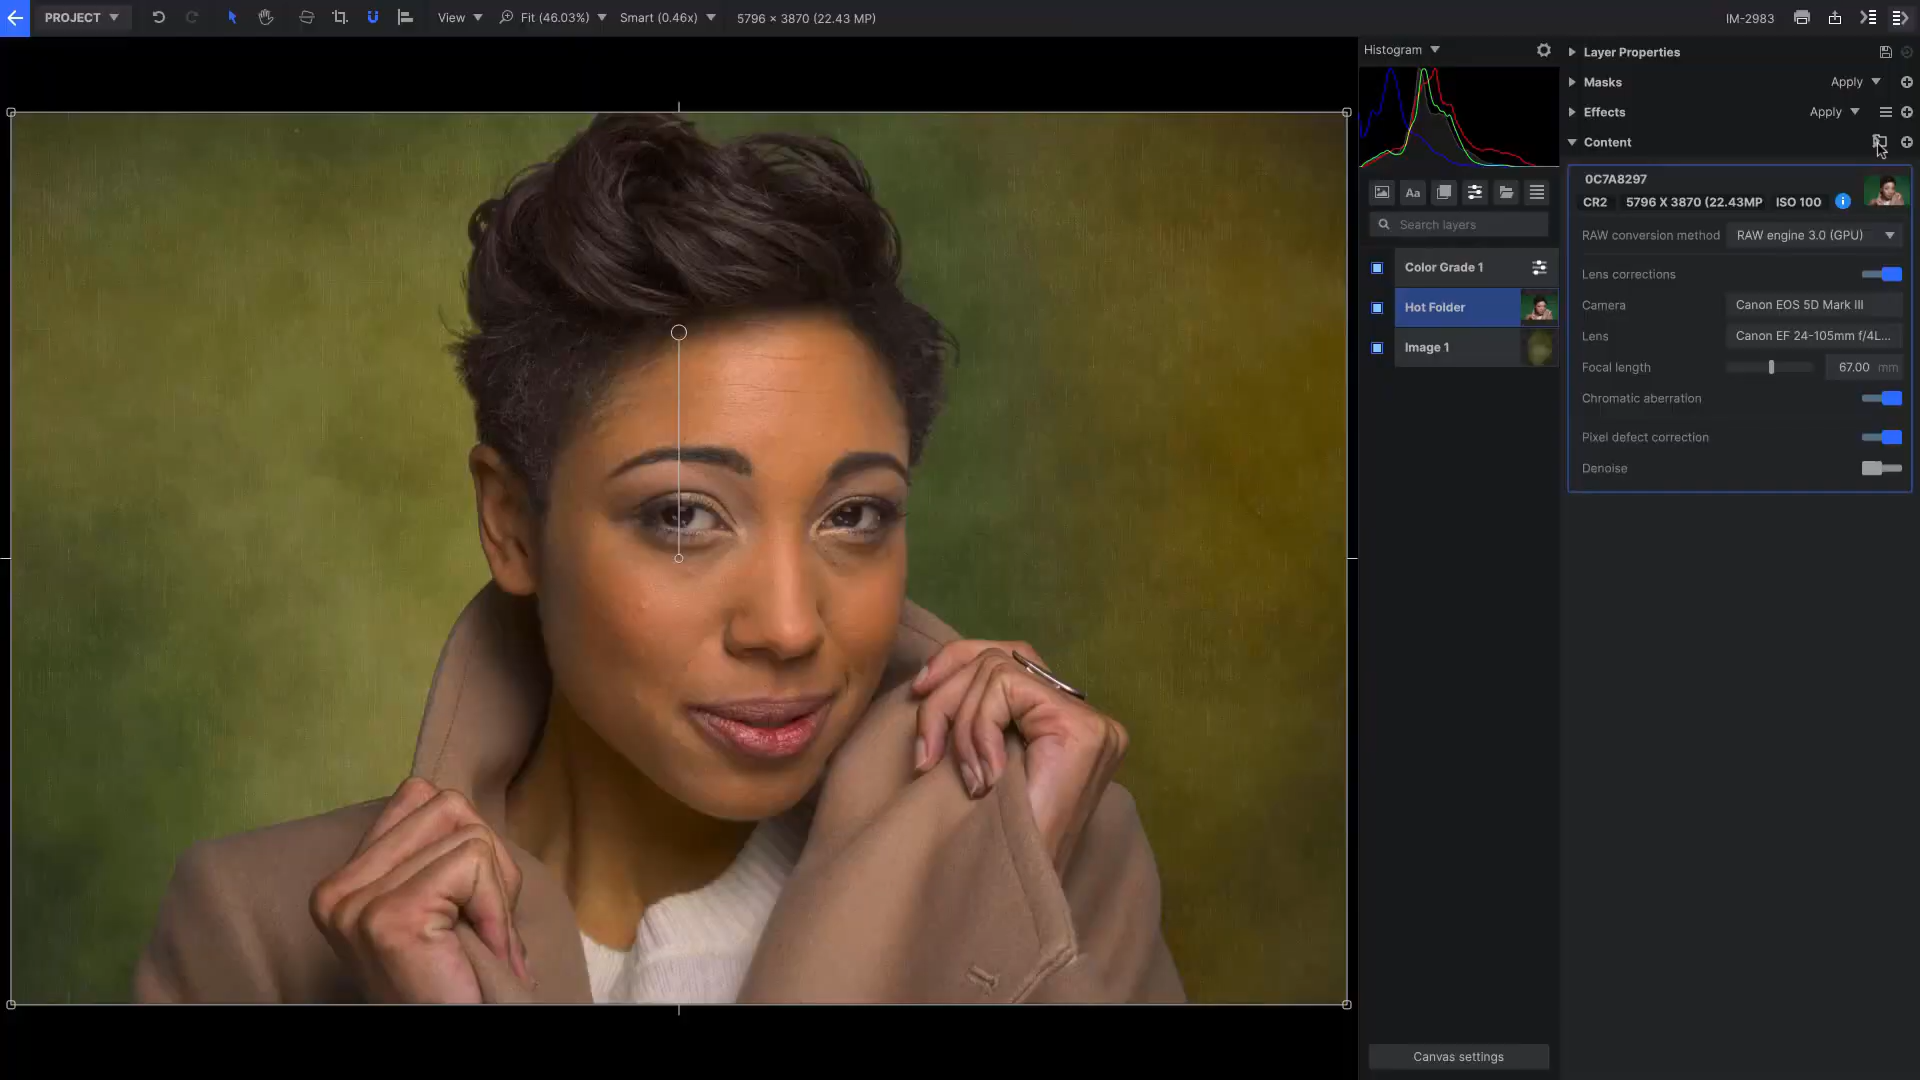 PROJECT
View
Fit (46.03%)
Smart (0.46x)
5796 × 3870 (22.43 MP)
IM-2983
Histogram
Aa
Search layers
Color Grade 1
Hot Folder
Image 1
Canvas settings
Layer Properties
Masks
Apply
Effects
Apply
Content
0C7A8297
CR2 5796 X 3870 (22.43MP ISO 100
RAW conversion method RAW engine 3.0 (GPU)
Lens corrections
Camera Canon EOS 5D Mark III
Lens Canon EF 24-105mm f/4L...
Focal length 67.00 mm
Chromatic aberration
Pixel defect correction
Denoise